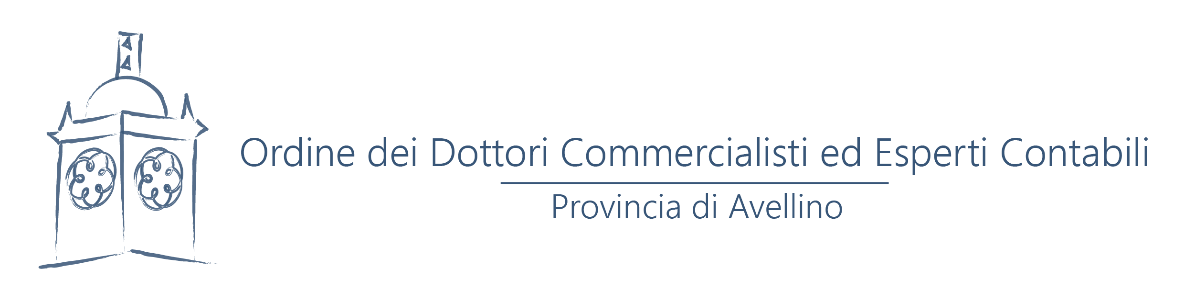 Ordine dei Dottori Commercialisti ed Esperti Contabili
Provincia di Avellino